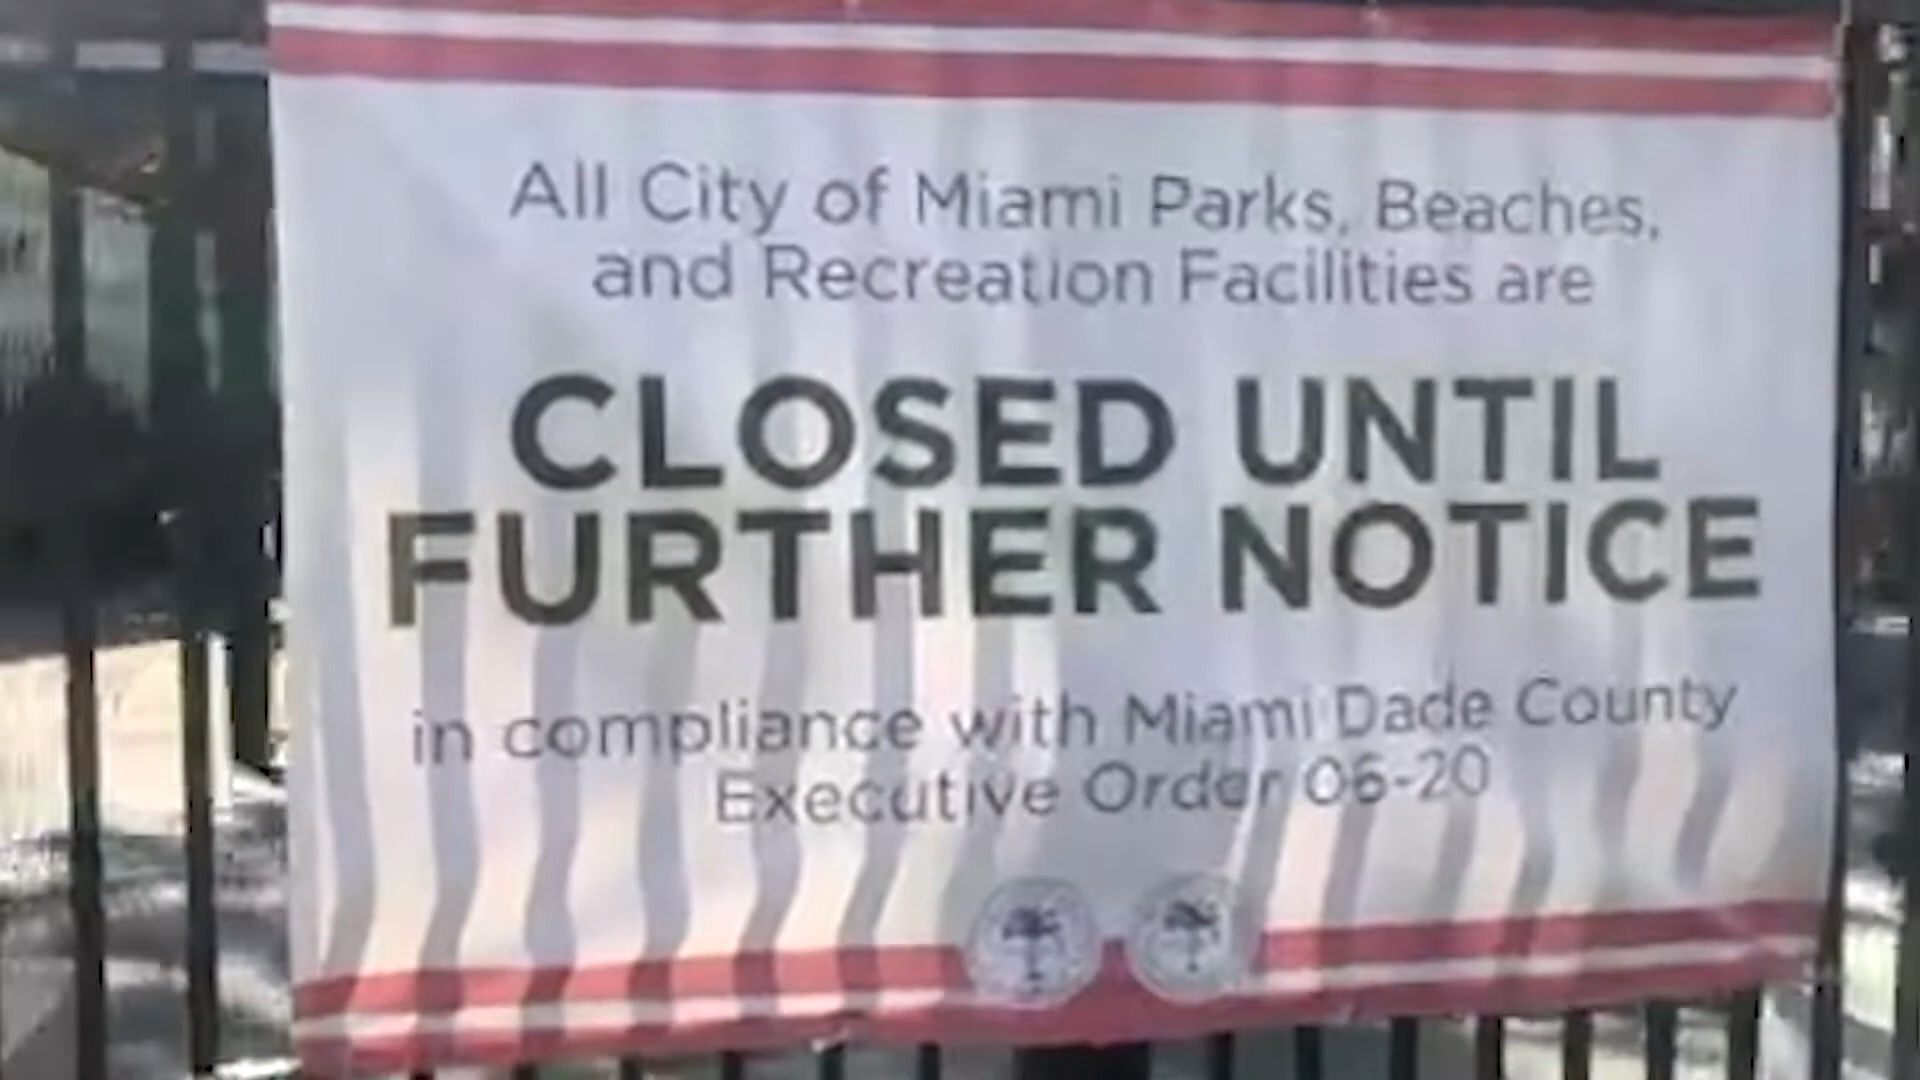 All City of Miami Parks, Beaches,
and Recreation Facilities are
CLOSED UNTIL
FURTHER NOTICE
in compliance with Miami Dade County
Executive Order 06-20